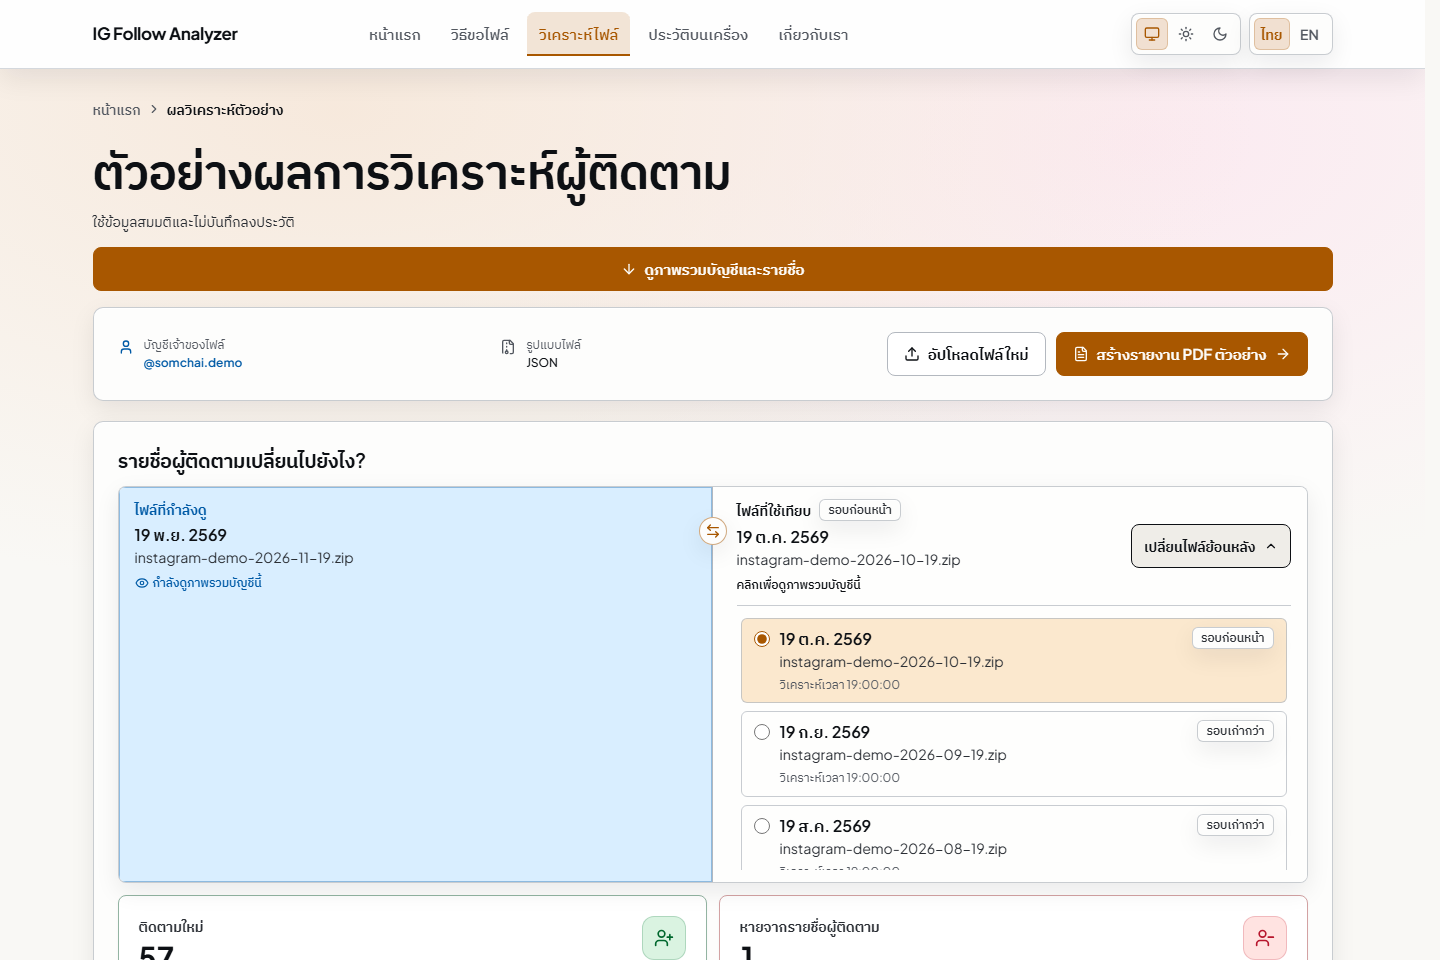 IG Follow Analyzer
หน้าแรก
วิธีขอไฟล์
วิเคราะห์ไฟล์
ประวัติบนเครื่อง
เกี่ยวกับเรา
ไทย
EN
หน้าแรก > ผลวิเคราะห์ตัวอย่าง
ตัวอย่างผลการวิเคราะห์ผู้ติดตาม
ใช้ข้อมูลสมมติและไม่บันทึกลงประวัติ
ดูภาพรวมบัญชีและรายชื่อ
บัญชีเจ้าของไฟล์
@somchai.demo
รูปแบบไฟล์
JSON
อัปโหลดไฟล์ใหม่
สร้างรายงาน PDF ตัวอย่าง
รายชื่อผู้ติดตามเปลี่ยนไปยังไง?
ไฟล์ที่กำลังดู
19 พ.ย. 2569
instagram-demo-2026-11-19.zip
กำลังดูภาพรวมบัญชีนี้
ไฟล์ที่ใช้เทียบ
รอบก่อนหน้า
19 ต.ค. 2569
instagram-demo-2026-10-19.zip
คลิกเพื่อดูภาพรวมบัญชีนี้
เปลี่ยนไฟล์ย้อนหลัง
19 ต.ค. 2569
รอบก่อนหน้า
instagram-demo-2026-10-19.zip
วิเคราะห์เวลา 19:00:00
19 ก.ย. 2569
รอบเก่ากว่า
instagram-demo-2026-09-19.zip
วิเคราะห์เวลา 19:00:00
19 ส.ค. 2569
รอบเก่ากว่า
instagram-demo-2026-08-19.zip
ติดตามใหม่
57
หายจากรายชื่อผู้ติดตาม
1